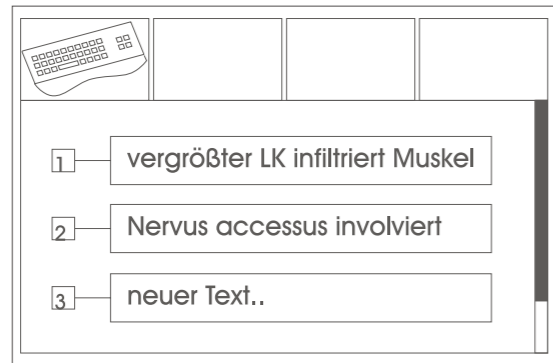 1 vergrößter LK infiltriert Muskel
2 Nervus accessus involviert
3 neuer Text..